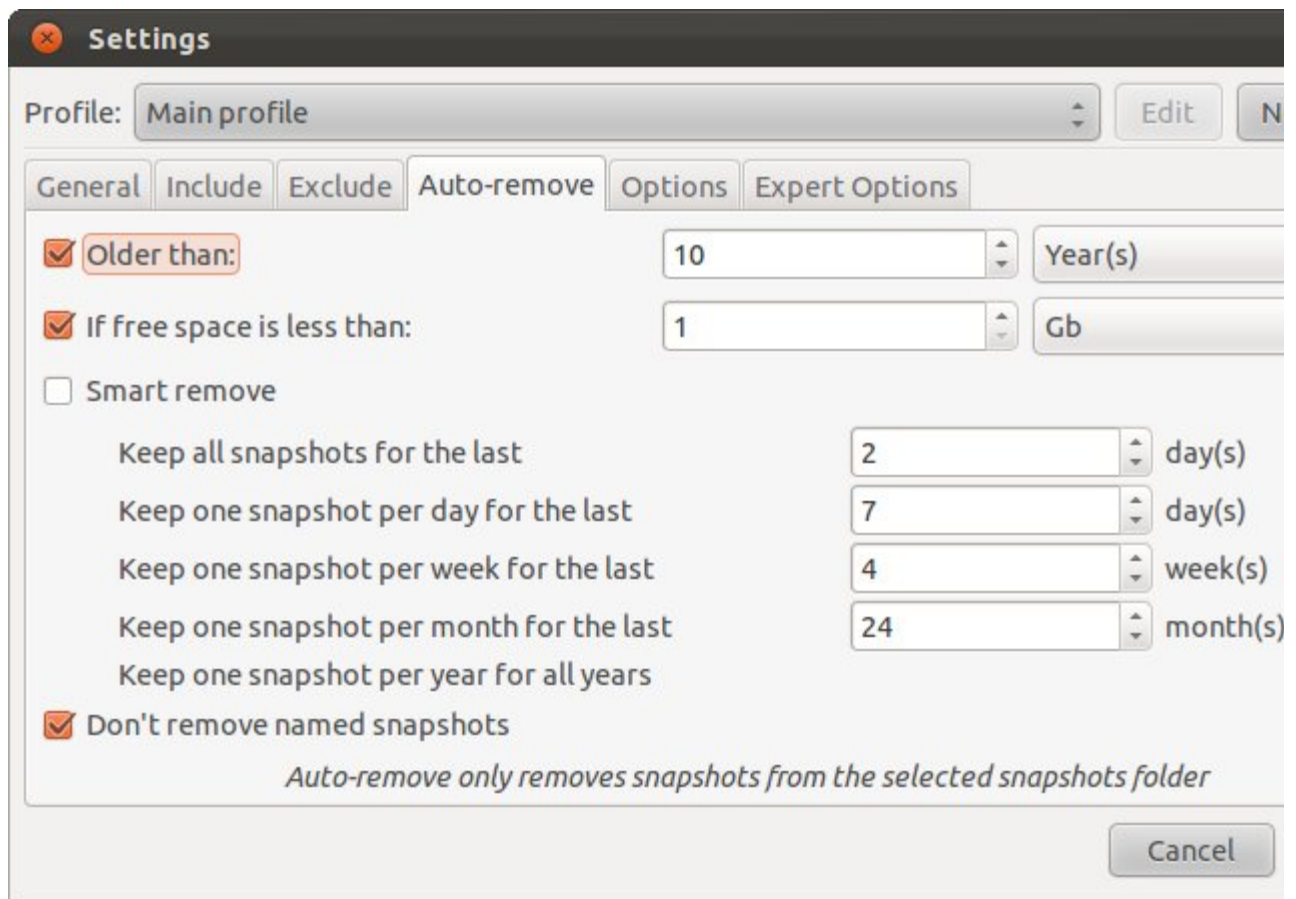 Settings
Profile: Main profile Edit N
General Include Exclude Auto-remove Options Expert Options
Older than: 10 Year(s)
If free space is less than: 1 Gb
Smart remove
Keep all snapshots for the last 2 day(s)
Keep one snapshot per day for the last 7 day(s)
Keep one snapshot per week for the last 4 week(s)
Keep one snapshot per month for the last 24 month(s)
Keep one snapshot per year for all years
Don't remove named snapshots
Auto-remove only removes snapshots from the selected snapshots folder
Cancel